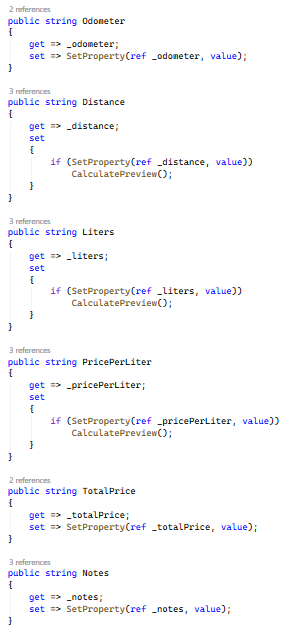 2 references
public string Odometer
{
get => _odometer;
set => SetProperty(ref _odometer, value);
}
3 references
public string Distance
{
get => _distance;
set
{
if (SetProperty(ref _distance, value))
CalculatePreview();
}
}
3 references
public string Liters
{
get => _liters;
set
{
if (SetProperty(ref _liters, value))
CalculatePreview();
}
}
3 references
public string PricePerLiter
{
get => _pricePerLiter;
set
{
if (SetProperty(ref _pricePerLiter, value))
CalculatePreview();
}
}
2 references
public string TotalPrice
{
get => _totalPrice;
set => SetProperty(ref _totalPrice, value);
}
3 references
public string Notes
{
get => _notes;
set => SetProperty(ref _notes, value);
}